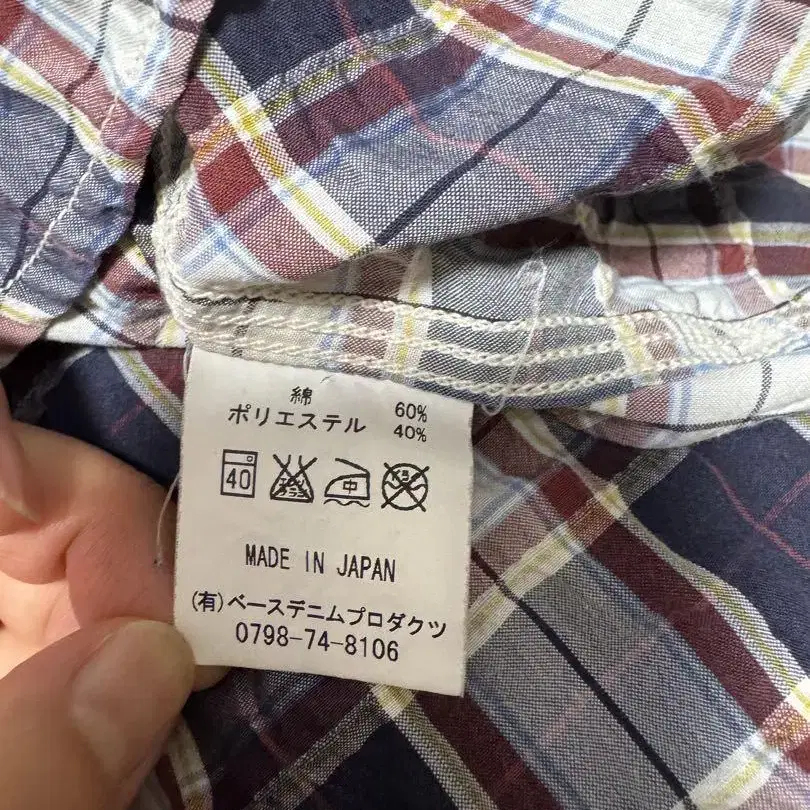 綿 60%
ポリエステル 40%
40 中
MADE IN JAPAN
(有)ベースデニムプロダクツ
0798-74-8106